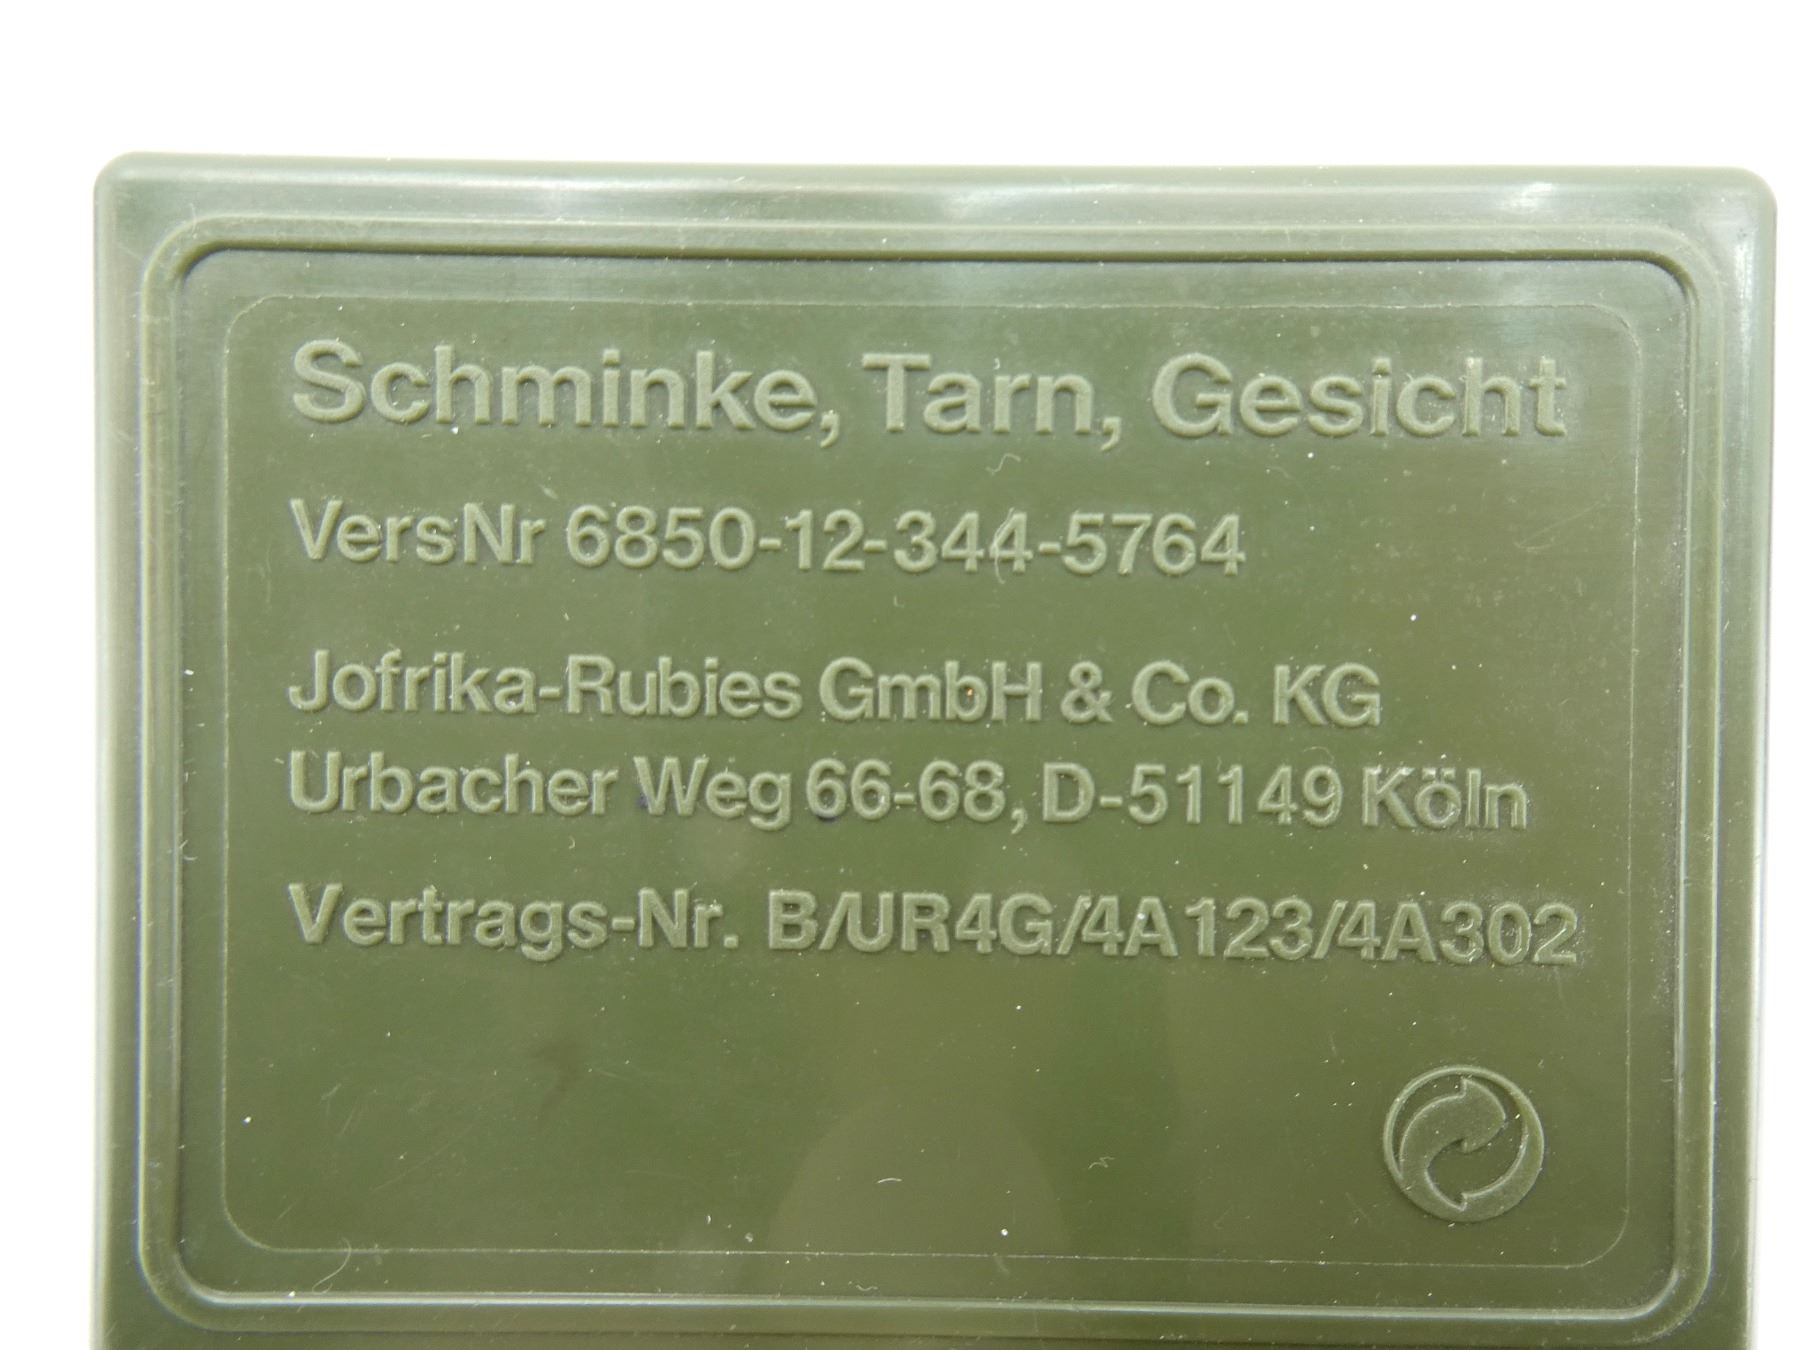 Schminke, Tarn, Gesicht
VersNr 6850-12-344-5764
Jofrika-Rubies GmbH & Co. KG
Urbacher Weg 66-68, D-51149 Köln
Vertrags-Nr. B/UR4G/4A123/4A302